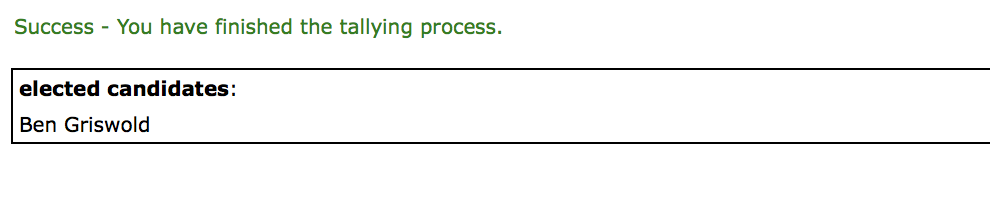 Success - You have finished the tallying process.
elected candidates:
Ben Griswold